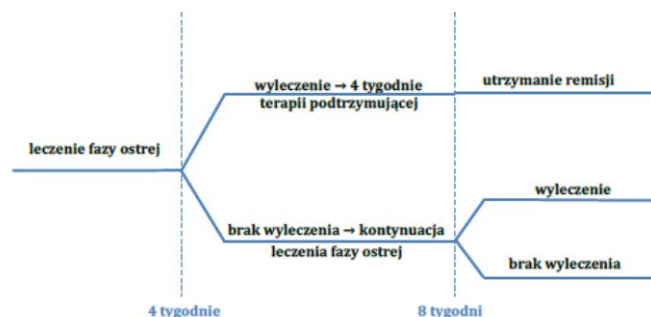 wyleczenie → 4 tygodnie
terapii podtrzymującej
utrzymanie remisji
leczenie fazy ostrej
wyleczenie
brak wyleczenia → kontynuacja
leczenia fazy ostrej
brak wyleczenia
4 tygodnie
8 tygodni